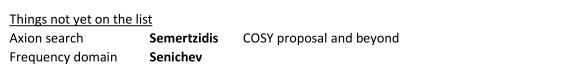 Things not yet on the list
Axion search Semertzidis COSY proposal and beyond
Frequency domain Senichev